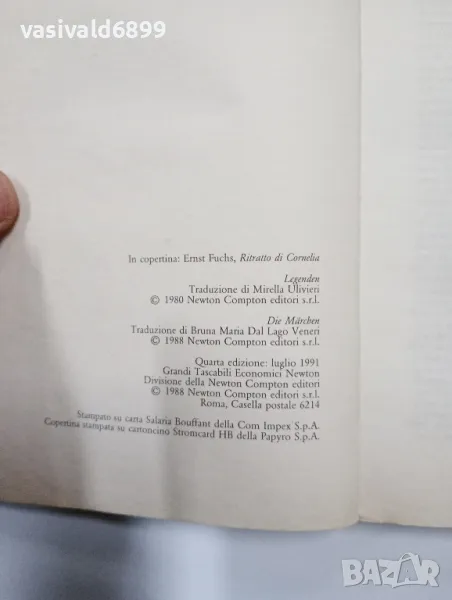 vasivald6899
In copertina: Ernst Fuchs, Ritratto di Cornelia
Legenden
Traduzione di Mirella Ulivieri
© 1980 Newton Compton editori s.r.l.
Die Märchen
Traduzione di Bruna Maria Dal Lago Veneri
© 1988 Newton Compton editori s.r.l.
Quarta edizione: luglio 1991
Grandi Tascabili Economici Newton
Divisione della Newton Compton editori
© 1988 Newton Compton editori s.r.l.
Roma, Casella postale 6214
Stampato su carta Salaria Bouffant della Com Impex S.p.A.
Copertina stampata su cartoncino Stromcard HB della Papyro S.p.A.
BAZAR